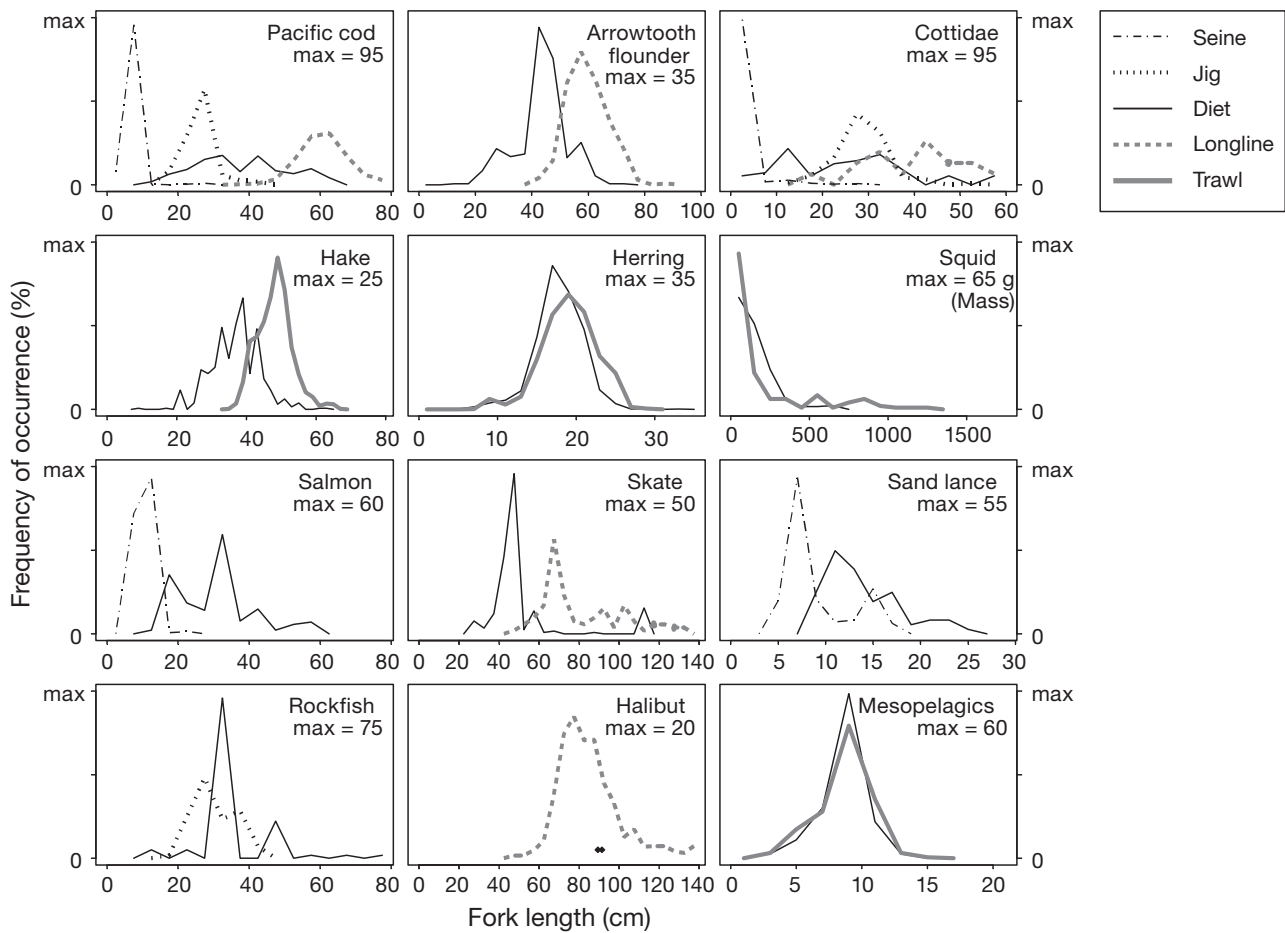 max
Pacific cod
max = 95
0
0 20 40 60 80
Arrowtooth
flounder
max = 35
0 20 40 60 80 100
Cottidae
max = 95
max
0
0 10 20 30 40 50 60
Seine
Jig
Diet
Longline
Trawl
max
Hake
max = 25
0
0 20 40 60 80
Herring
max = 35
10 20 30
Squid
max = 65 g
(Mass)
max
0
0 500 1000 1500
max
Salmon
max = 60
0
0 20 40 60 80
Skate
max = 50
0 20 40 60 80 100 120 140
Sand lance
max = 55
max
0
0 5 10 15 20 25 30
max
Rockfish
max = 75
0
0 20 40 60 80
Halibut
max = 20
0 20 40 60 80 100 120 140
Mesopelagics
max = 60
max
0
0 5 10 15 20
Frequency of occurrence (%)
Fork length (cm)